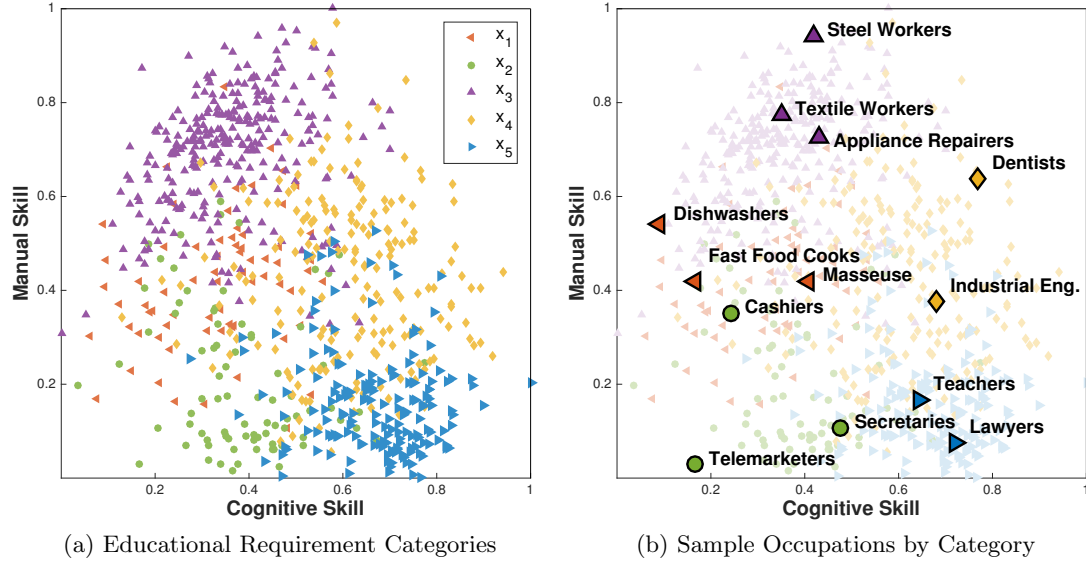 1
0.8
0.6
0.4
0.2
Manual Skill
0.2 0.4 0.6 0.8 1
Cognitive Skill
x1
x2
x3
x4
x5
(a) Educational Requirement Categories
1
0.8
0.6
0.4
0.2
Manual Skill
Steel Workers
Textile Workers
Appliance Repairers
Dentists
Dishwashers
Fast Food Cooks
Masseuse
Industrial Eng.
Cashiers
Teachers
Secretaries
Lawyers
Telemarketers
0.2 0.4 0.6 0.8 1
Cognitive Skill
(b) Sample Occupations by Category